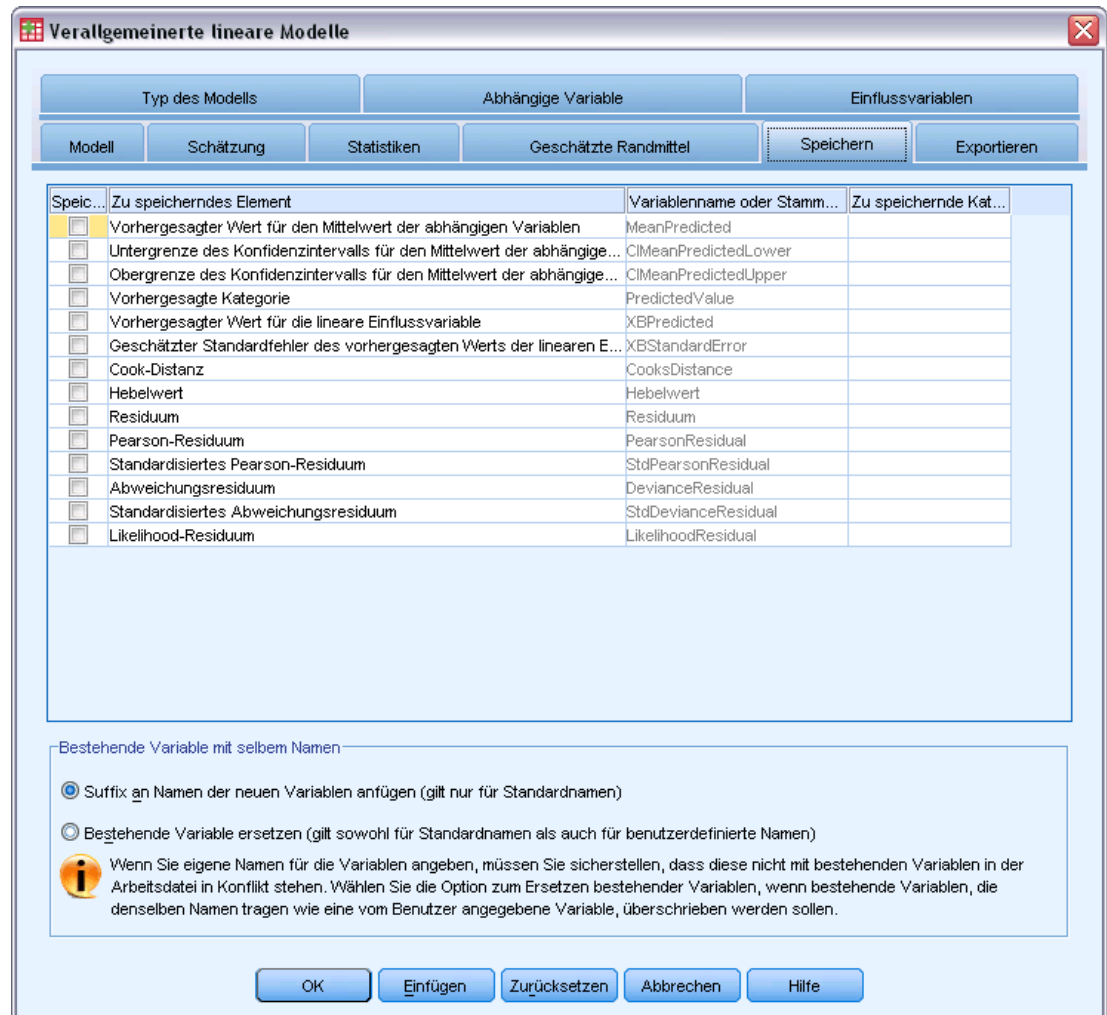 Verallgemeinerte lineare Modelle
Typ des Modells Abhängige Variable Einflussvariablen
Modell Schätzung Statistiken Geschätzte Randmittel Speichern Exportieren
Speic... Zu speicherndes Element Variablenname oder Stamm... Zu speichernde Kat...
Vorhergesagter Wert für den Mittelwert der abhängigen Variablen MeanPredicted
Untergrenze des Konfidenzintervalls für den Mittelwert der abhängige... CIMeanPredictedLower
Obergrenze des Konfidenzintervalls für den Mittelwert der abhängige... CIMeanPredictedUpper
Vorhergesagte Kategorie PredictedValue
Vorhergesagter Wert für die lineare Einflussvariable XBPredicted
Geschätzter Standardfehler des vorhergesagten Werts der linearen E... XBStandardError
Cook-Distanz CooksDistance
Hebelwert Hebelwert
Residuum Residuum
Pearson-Residuum PearsonResidual
Standardisiertes Pearson-Residuum StdPearsonResidual
Abweichungsresiduum DevianceResidual
Standardisiertes Abweichungsresiduum StdDevianceResidual
Likelihood-Residuum LikelihoodResidual
Bestehende Variable mit selbem Namen
Suffix an Namen der neuen Variablen anfügen (gilt nur für Standardnamen)
Bestehende Variable ersetzen (gilt sowohl für Standardnamen als auch für benutzerdefinierte Namen)
Wenn Sie eigene Namen für die Variablen angeben, müssen Sie sicherstellen, dass diese nicht mit bestehenden Variablen in der
Arbeitsdatei in Konflikt stehen. Wählen Sie die Option zum Ersetzen bestehender Variablen, wenn bestehende Variablen, die
denselben Namen tragen wie eine vom Benutzer angegebene Variable, überschrieben werden sollen.
OK Einfügen Zurücksetzen Abbrechen Hilfe